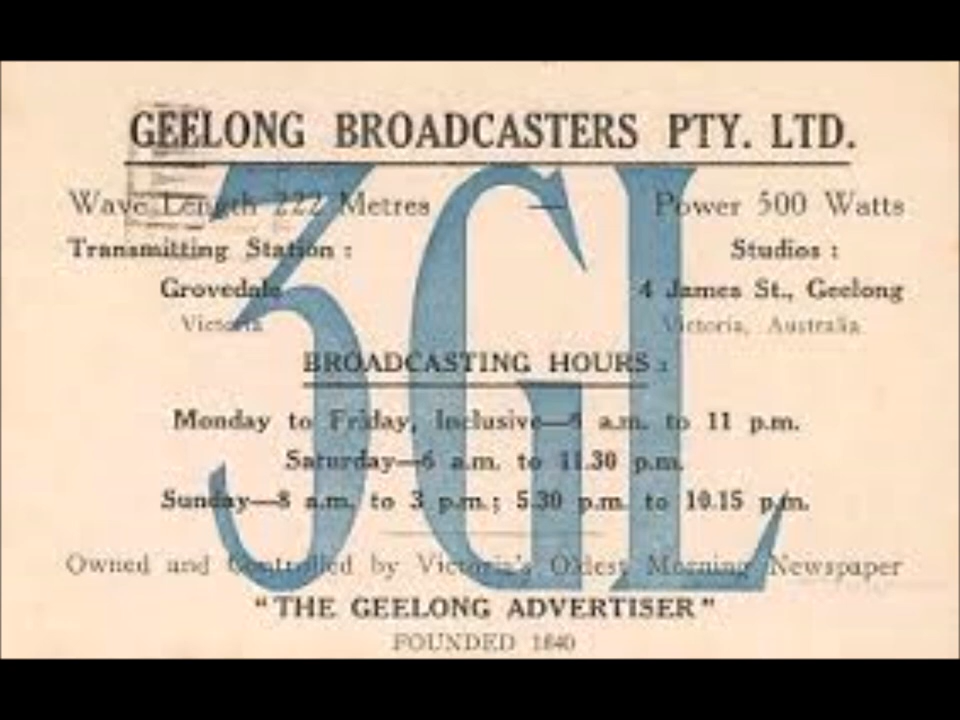 GEELONG BROADCASTERS PTY. LTD.
3GL
Wave Length 222 Metres — Power 500 Watts
Transmitting Station : Studios :
Grovedale 4 James St., Geelong
Victoria Victoria, Australia
BROADCASTING HOURS :
Monday to Friday, Inclusive—6 a.m. to 11 p.m.
Saturday—6 a.m. to 11.30 p.m.
Sunday—8 a.m. to 3 p.m.; 5.30 p.m. to 10.15 p.m.
Owned and Controlled by Victoria's Oldest Morning Newspaper
"THE GEELONG ADVERTISER"
FOUNDED 1840